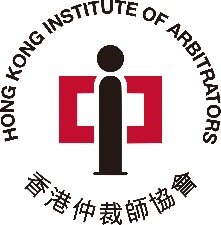 HONG KONG INSTITUTE OF ARBITRATORS
香港仲裁師協會